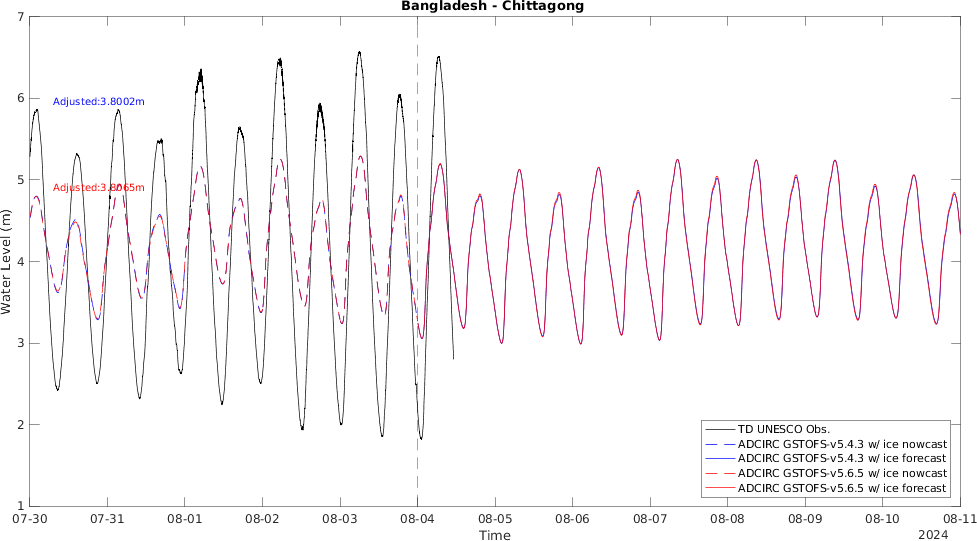 Bangladesh - Chittagong
7
6
5
4
3
2
1
Water Level (m)
Adjusted:3.8002m
Adjusted:3.8065m
TD UNESCO Obs.
ADCIRC GSTOFS-v5.4.3 w/ ice nowcast
ADCIRC GSTOFS-v5.4.3 w/ ice forecast
ADCIRC GSTOFS-v5.6.5 w/ ice nowcast
ADCIRC GSTOFS-v5.6.5 w/ ice forecast
07-30 07-31 08-01 08-02 08-03 08-04 08-05 08-06 08-07 08-08 08-09 08-10 08-11
Time
2024